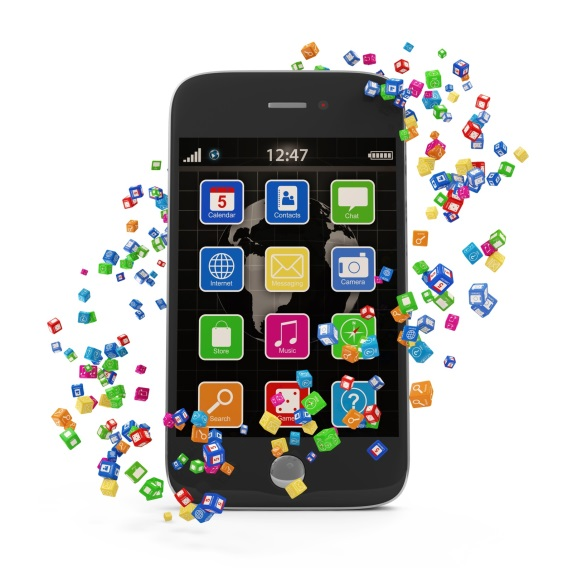 12:47
5
Calendar
Contacts
Chat
Internet
Messaging
Camera
Store
Music
Search
?